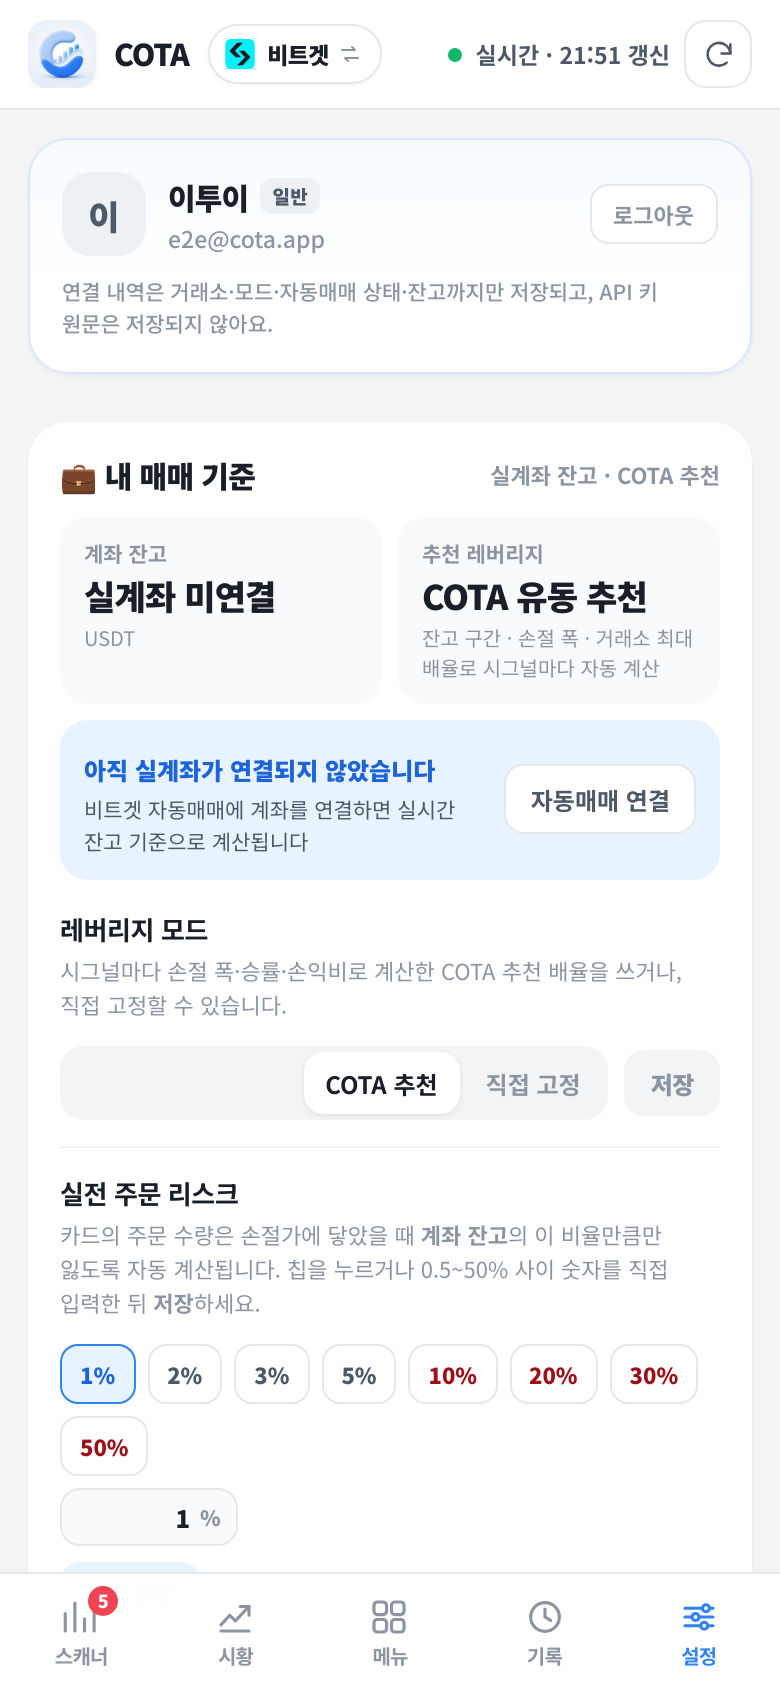 COTA
비트겟
실시간 · 21:51 갱신
이
이투이 일반
e2e@cota.app
로그아웃
연결 내역은 거래소·모드·자동매매 상태·잔고까지만 저장되고, API 키
원문은 저장되지 않아요.
내 매매 기준
실계좌 잔고 · COTA 추천
계좌 잔고
실계좌 미연결
USDT
추천 레버리지
COTA 유동 추천
잔고 구간 · 손절 폭 · 거래소 최대
배율로 시그널마다 자동 계산
아직 실계좌가 연결되지 않았습니다
비트겟 자동매매에 계좌를 연결하면 실시간
잔고 기준으로 계산됩니다
자동매매 연결
레버리지 모드
시그널마다 손절 폭·승률·손익비로 계산한 COTA 추천 배율을 쓰거나,
직접 고정할 수 있습니다.
COTA 추천 직접 고정 저장
실전 주문 리스크
카드의 주문 수량은 손절가에 닿았을 때 계좌 잔고의 이 비율만큼만
잃도록 자동 계산됩니다. 칩을 누르거나 0.5~50% 사이 숫자를 직접
입력한 뒤 저장하세요.
1% 2% 3% 5% 10% 20% 30%
50%
1 %
5
스캐너 시황 메뉴 기록 설정